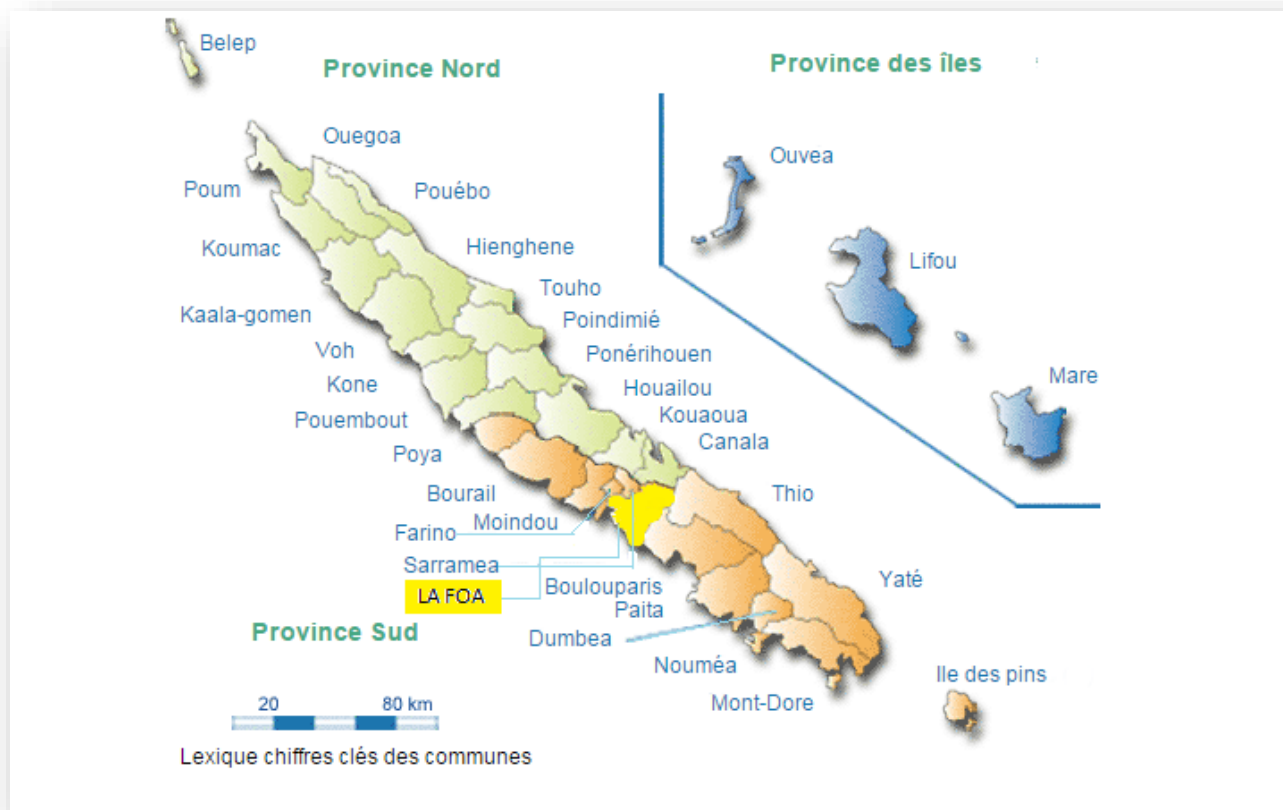 Belep
Province Nord
Province des îles
Ouegoa
Ouvea
Poum
Pouébo
Koumac
Hienghene
Lifou
Touho
Kaala-gomen
Poindimié
Voh
Ponérihouen
Mare
Kone
Houailou
Pouembout
Kouaoua
Canala
Poya
Bourail
Thio
Moindou
Farino
Sarramea
Yaté
Boulouparis
LA FOA
Paita
Province Sud
Dumbea
Nouméa
Ile des pins
Mont-Dore
20 80 km
Lexique chiffres clés des communes